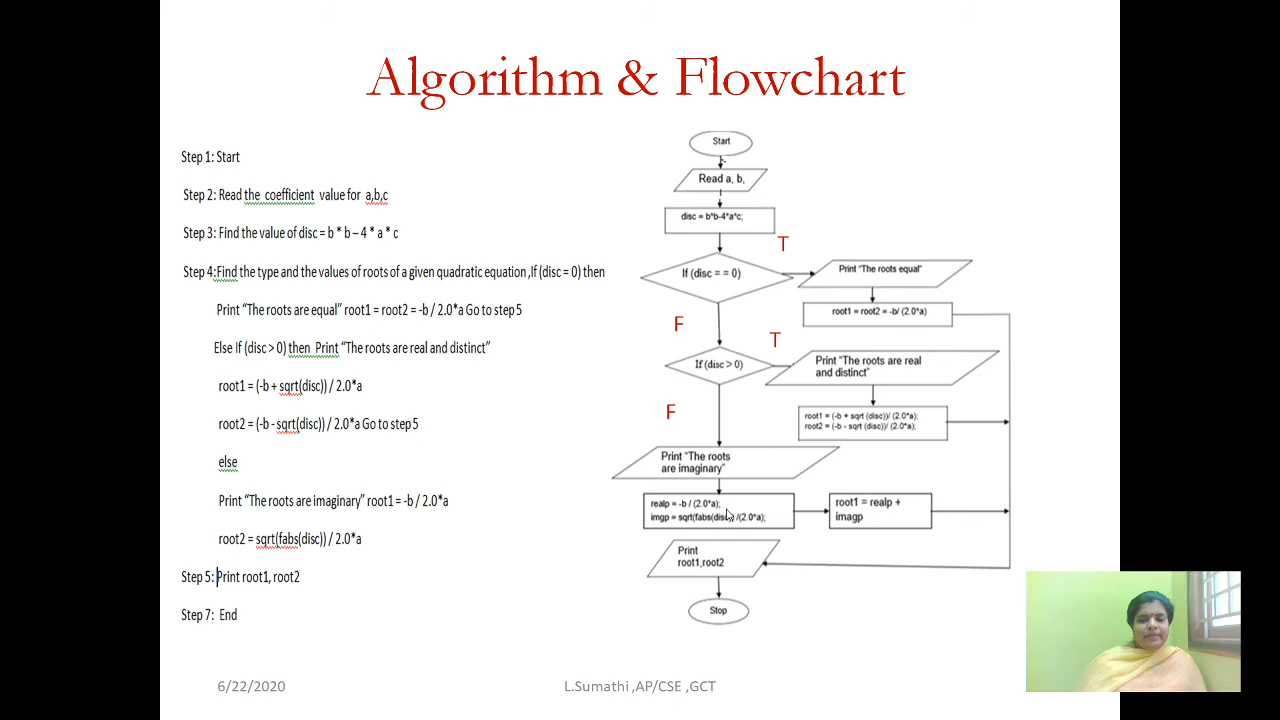 Algorithm & Flowchart
Step 1: Start
Step 2: Read the coefficient value for a,b,c
Step 3: Find the value of disc = b * b – 4 * a * c
Step 4:Find the type and the values of roots of a given quadratic equation ,If (disc = 0) then
Print “The roots are equal” root1 = root2 = -b / 2.0*a Go to step 5
Else If (disc > 0) then Print “The roots are real and distinct”
root1 = (-b + sqrt(disc)) / 2.0*a
root2 = (-b - sqrt(disc)) / 2.0*a Go to step 5
else
Print “The roots are imaginary” root1 = -b / 2.0*a
root2 = sqrt(fabs(disc)) / 2.0*a
Step 5: Print root1, root2
Step 7: End
Start
Read a, b,
disc = b*b-4*a*c;
T
If (disc = = 0)
Print “The roots equal”
root1 = root2 = -b/ (2.0*a)
F
T
If (disc > 0)
Print “The roots are real
and distinct”
F
root1 = (-b + sqrt (disc))/ (2.0*a);
root2 = (-b - sqrt (disc))/ (2.0*a);
Print “The roots
are imaginary”
realp = -b / (2.0*a);
imgp = sqrt(fabs(disc)) /(2.0*a);
root1 = realp +
imagp
Print
root1,root2
Stop
6/22/2020
L.Sumathi ,AP/CSE ,GCT